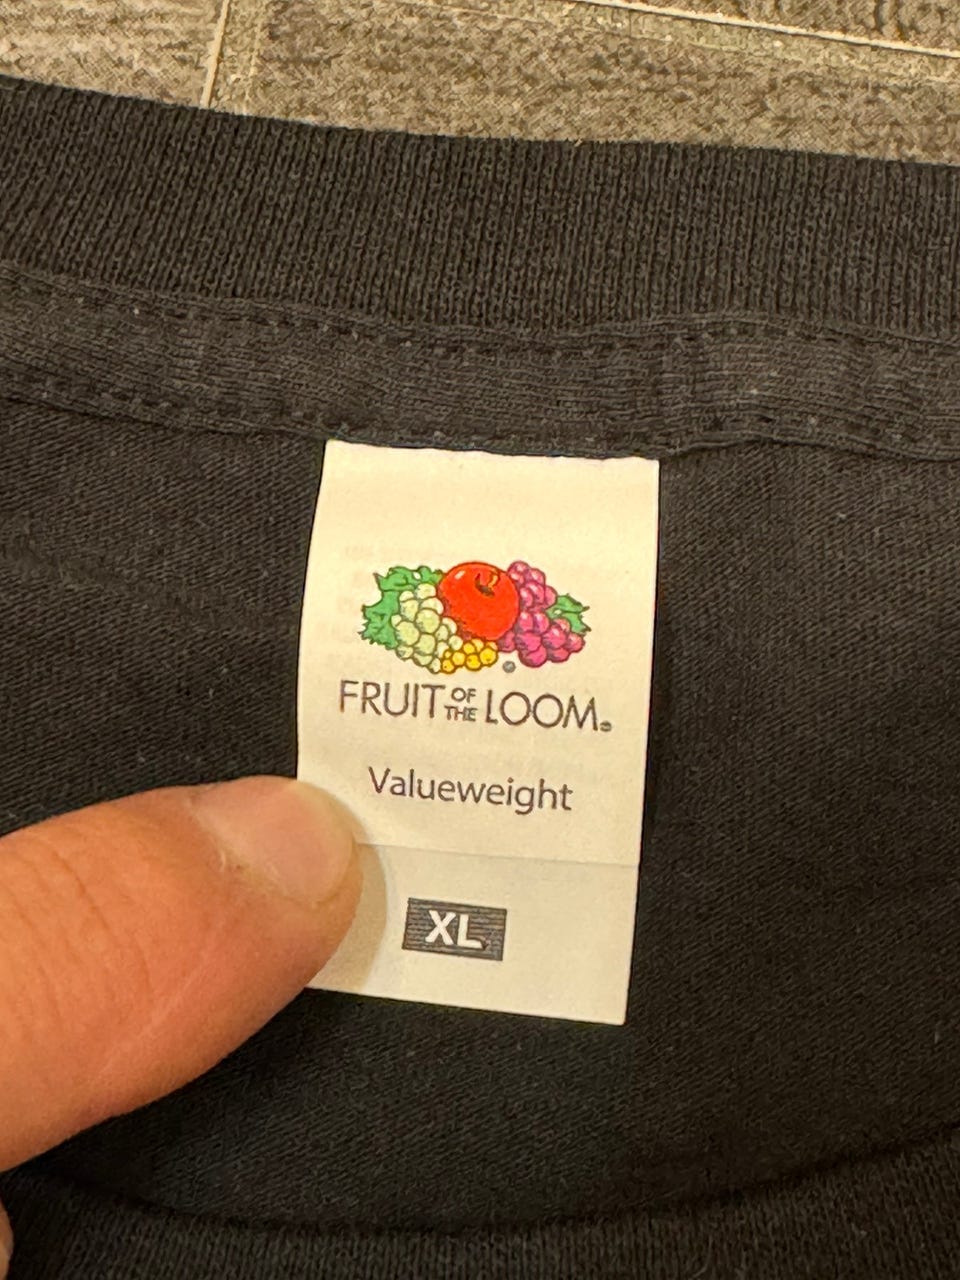 FRUIT OF THE LOOM®
Valueweight
XL